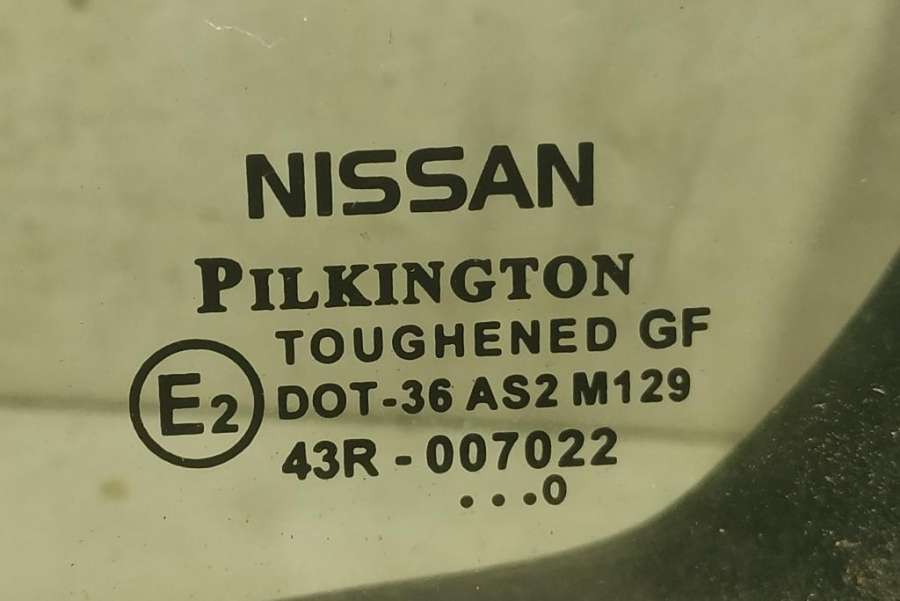 NISSAN
PILKINGTON
TOUGHENED GF
E2 DOT-36 AS2 M129
43R - 007022
...0